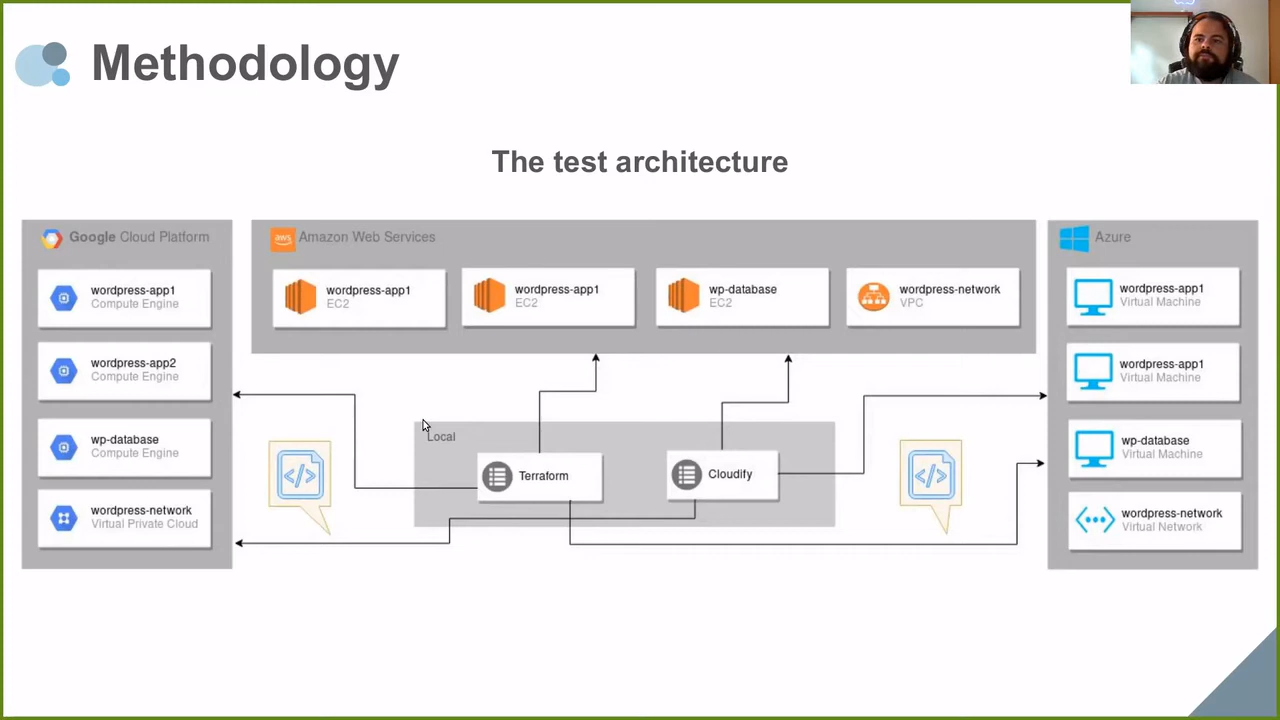 Methodology
The test architecture
Google Cloud Platform
wordpress-app1
Compute Engine
wordpress-app2
Compute Engine
wp-database
Compute Engine
wordpress-network
Virtual Private Cloud
aws
Amazon Web Services
wordpress-app1
EC2
wordpress-app1
EC2
wp-database
EC2
wordpress-network
VPC
Azure
wordpress-app1
Virtual Machine
wordpress-app1
Virtual Machine
wp-database
Virtual Machine
wordpress-network
Virtual Network
Local
Terraform
Cloudify